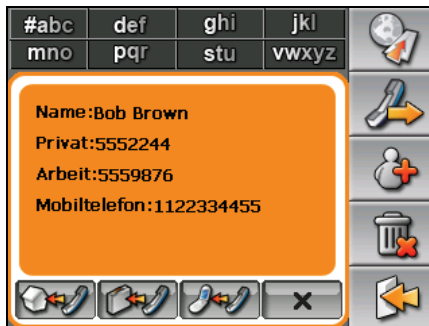 #abc def ghi jkl
mno pqr stu vwxyz
Name:Bob Brown
Privat:5552244
Arbeit:5559876
Mobiltelefon:1122334455